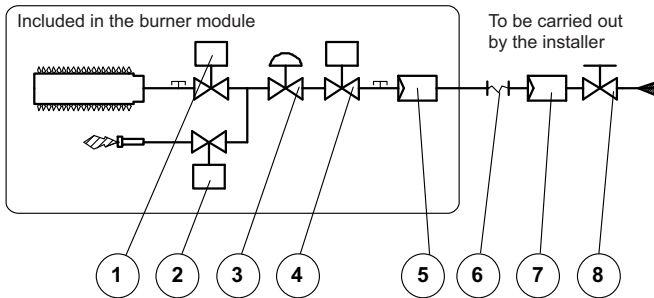 Included in the burner module
To be carried out
by the installer
1 2 3 4 5 6 7 8